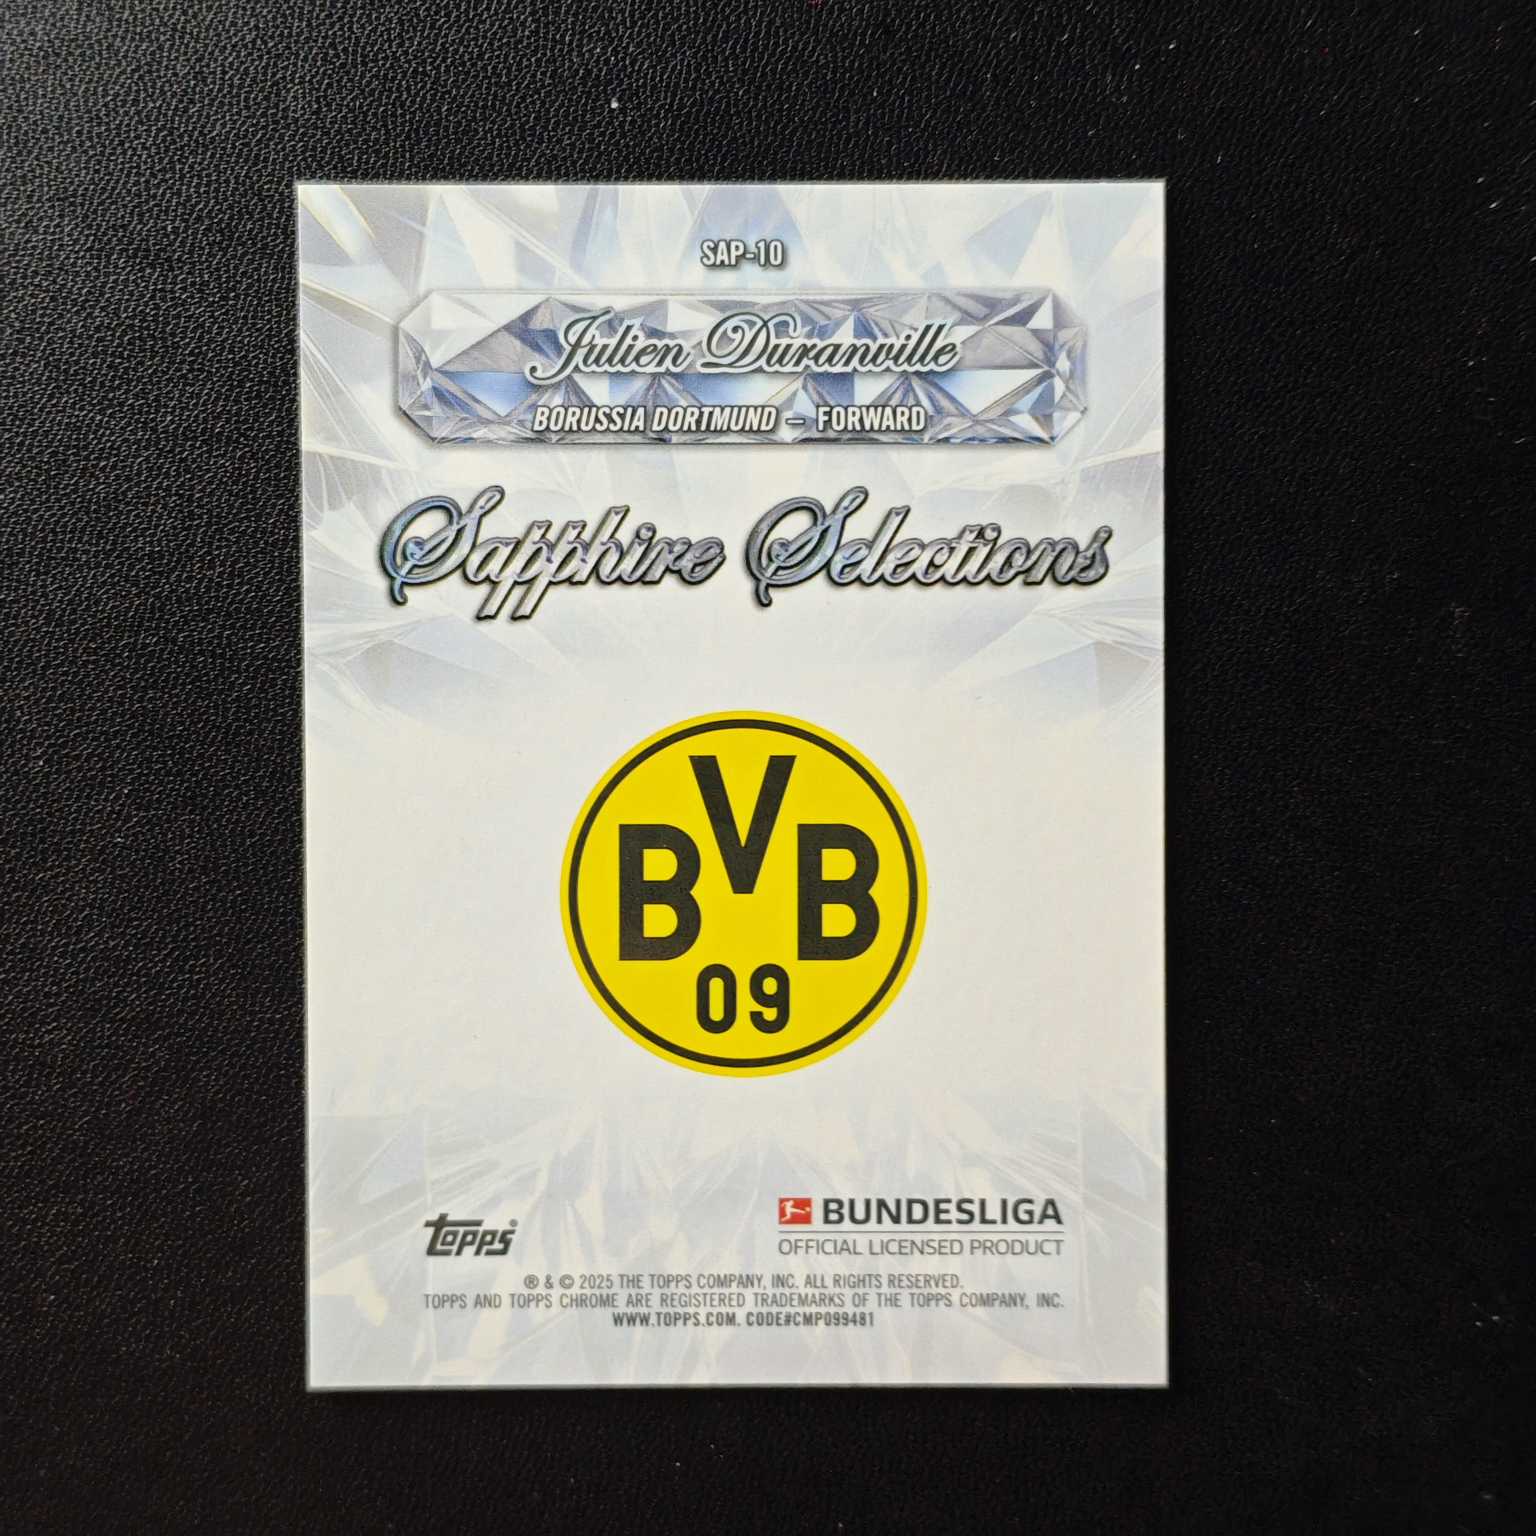 SAP-10
Julien Duranville
BORUSSIA DORTMUND – FORWARD
Sapphire Selections
BVB
09
topps®
BUNDESLIGA
OFFICIAL LICENSED PRODUCT
® & © 2025 THE TOPPS COMPANY, INC. ALL RIGHTS RESERVED.
TOPPS AND TOPPS CHROME ARE REGISTERED TRADEMARKS OF THE TOPPS COMPANY, INC.
WWW.TOPPS.COM. CODE#CMP099481